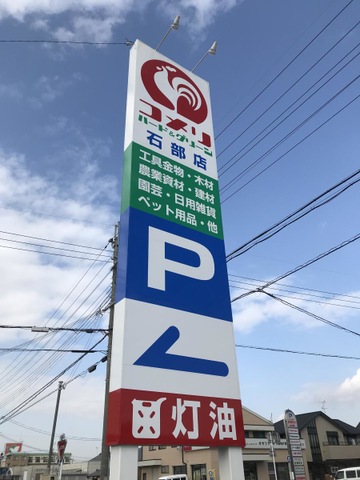 コメリ
ハード&グリーン
石部店
工具金物・木材
農業資材・建材
園芸・日用雑貨
ペット用品・他
P
灯油